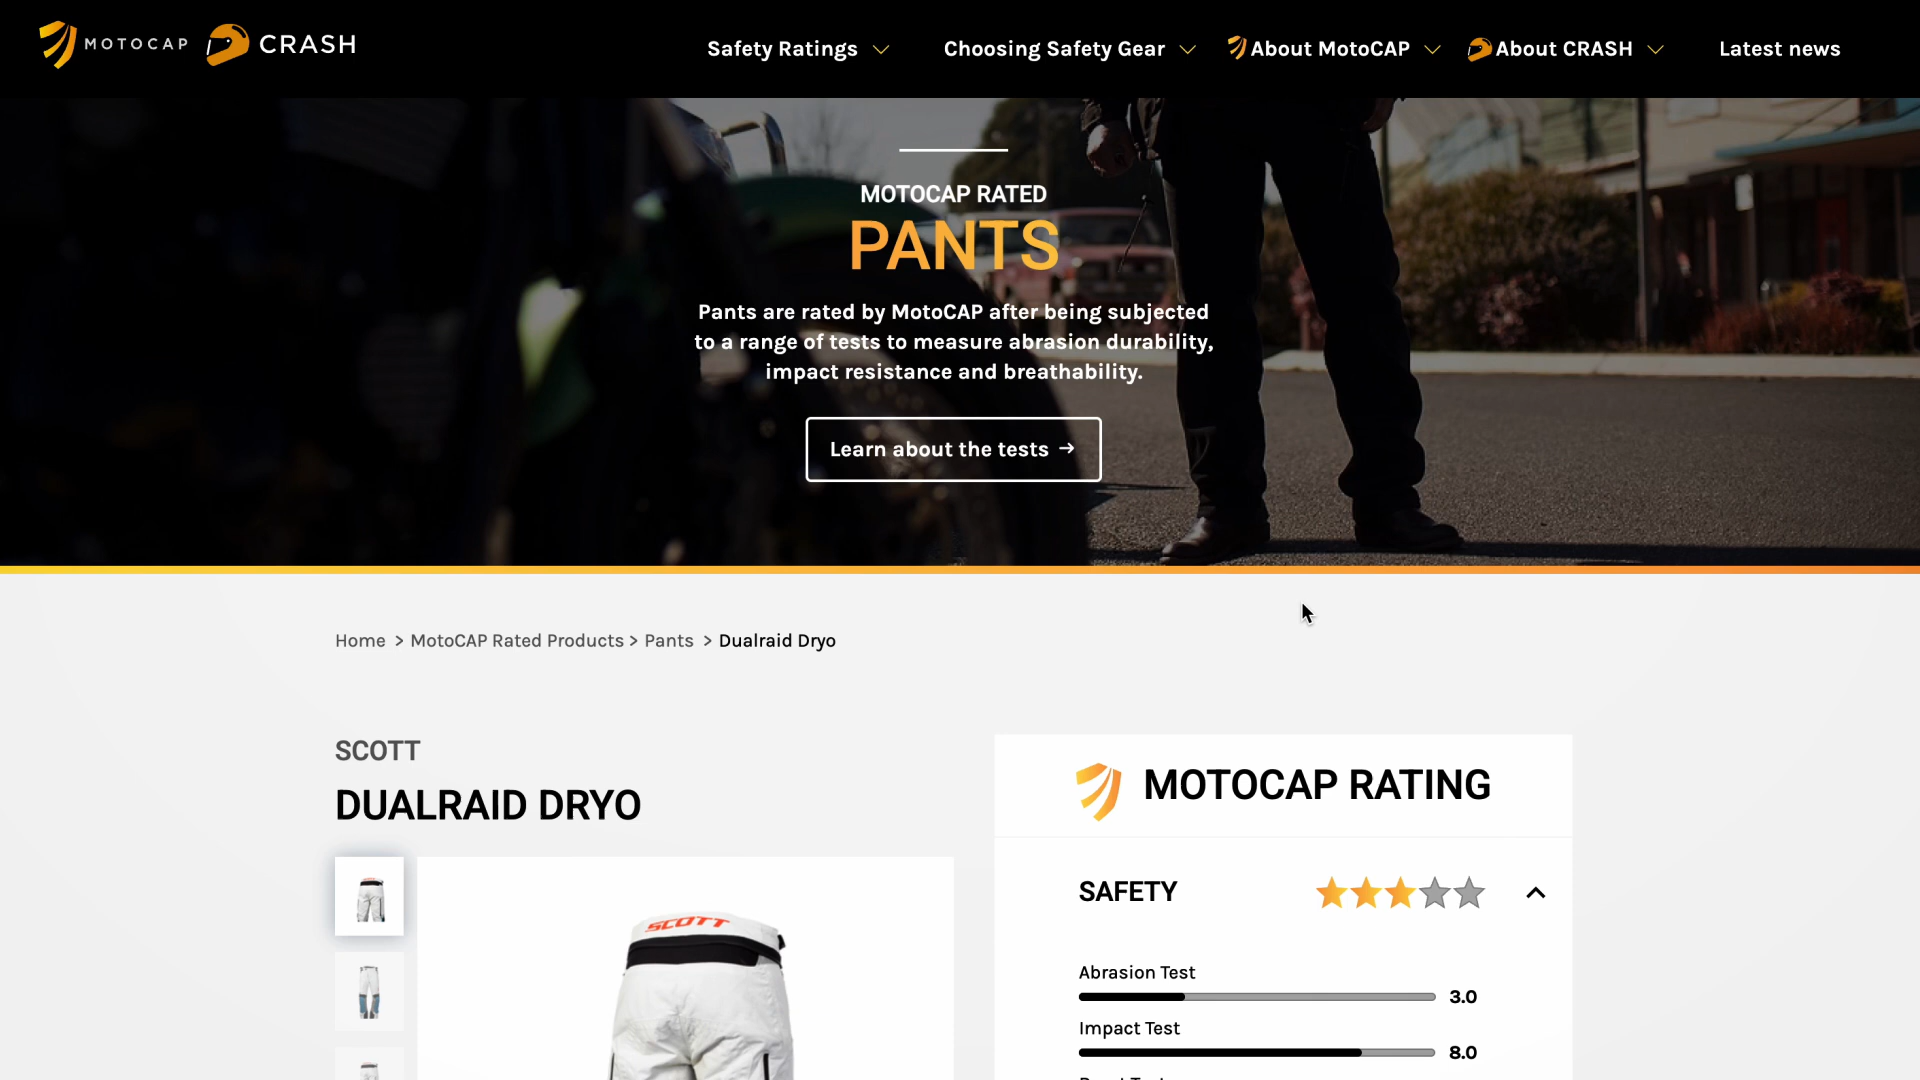 MOTOCAP CRASH Safety Ratings Choosing Safety Gear About MotoCAP About CRASH Latest news
MOTOCAP RATED
PANTS
Pants are rated by MotoCAP after being subjected
to a range of tests to measure abrasion durability,
impact resistance and breathability.
Learn about the tests →
Home > MotoCAP Rated Products > Pants > Dualraid Dryo
SCOTT
DUALRAID DRYO
SCOTT
MOTOCAP RATING
SAFETY
Abrasion Test
3.0
Impact Test
8.0